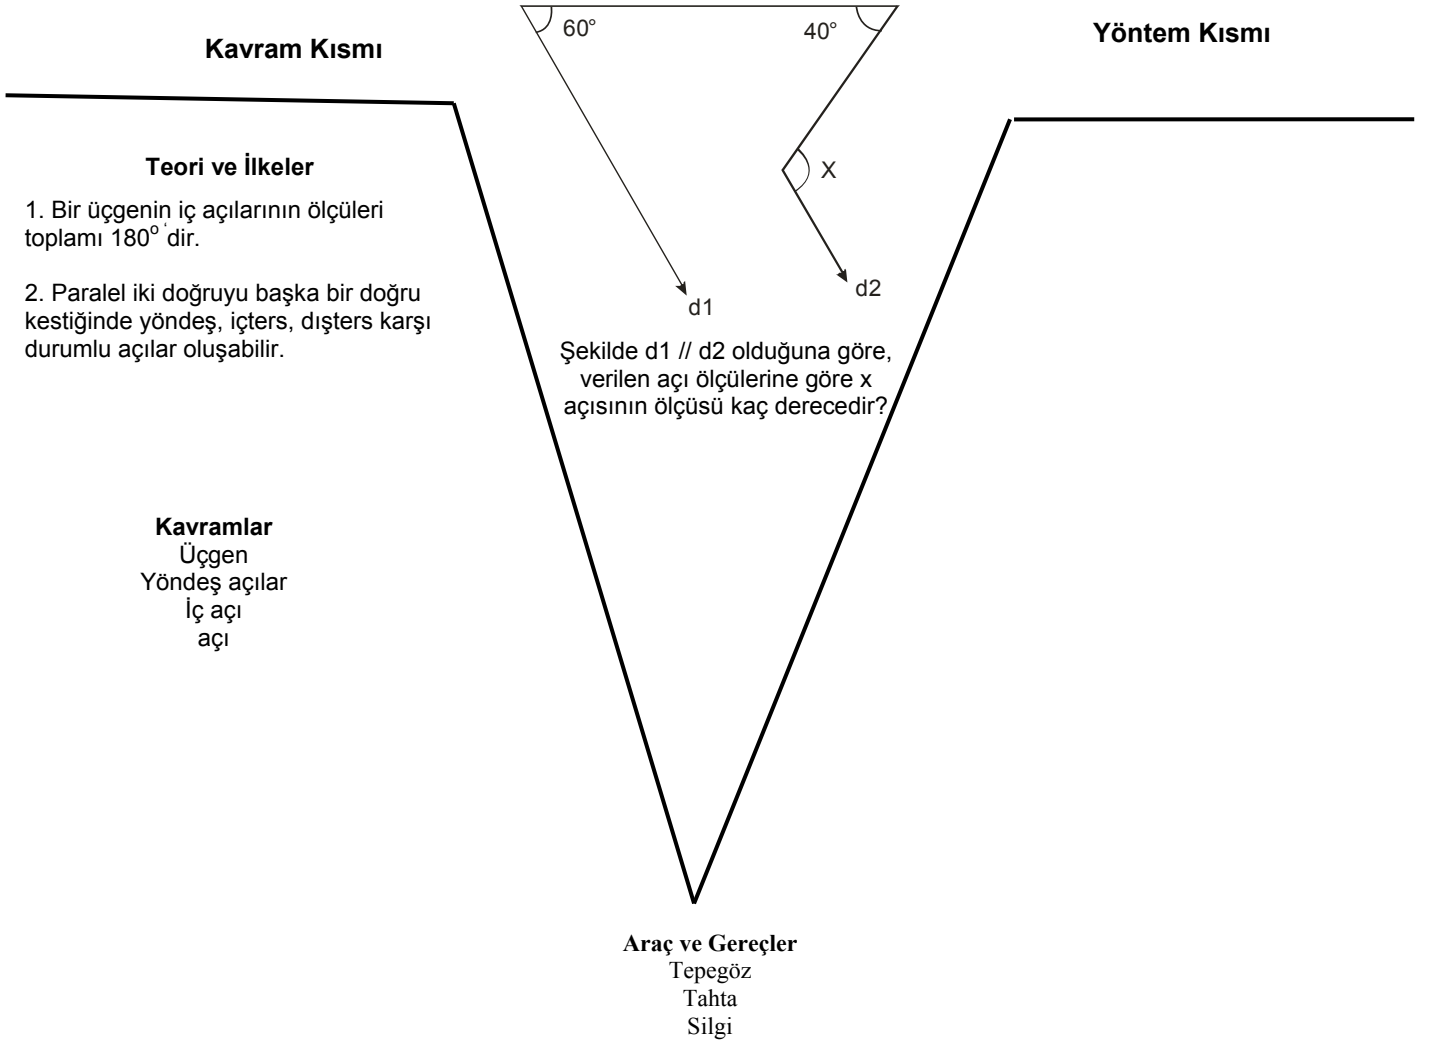 Kavram Kısmı
60°
40°
Yöntem Kısmı
X
d1
d2
Teori ve İlkeler
1. Bir üçgenin iç açılarının ölçüleri
toplamı 180° 'dir.
2. Paralel iki doğruyu başka bir doğru
kestiğinde yöndeş, içters, dışters karşı
durumlu açılar oluşabilir.
Şekilde d1 // d2 olduğuna göre,
verilen açı ölçülerine göre x
açısının ölçüsü kaç derecedir?
Kavramlar
Üçgen
Yöndeş açılar
İç açı
açı
Araç ve Gereçler
Tepegöz
Tahta
Silgi